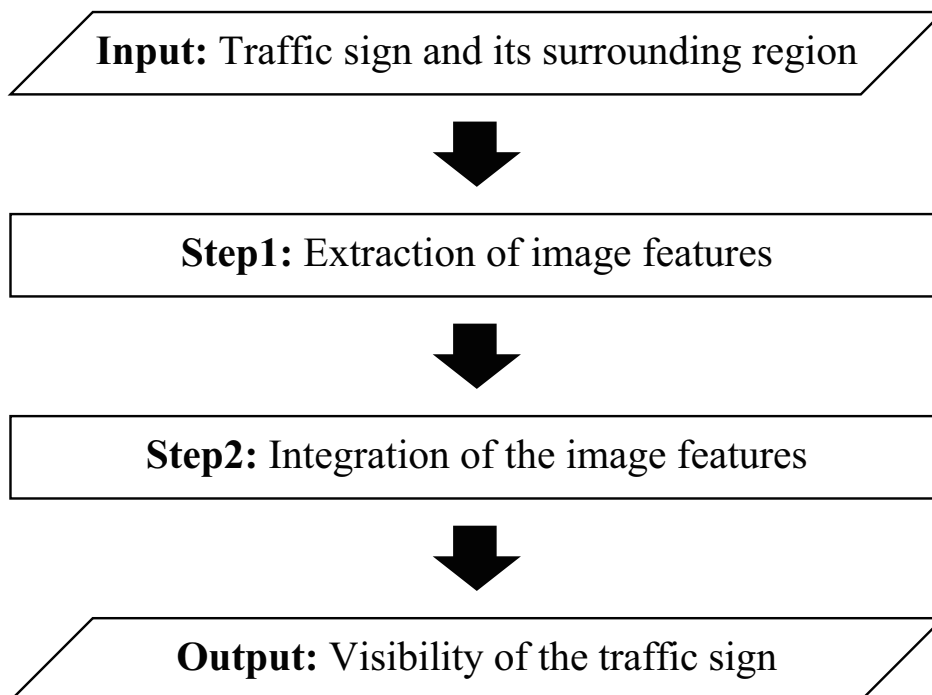 Input: Traffic sign and its surrounding region
Step1: Extraction of image features
Step2: Integration of the image features
Output: Visibility of the traffic sign